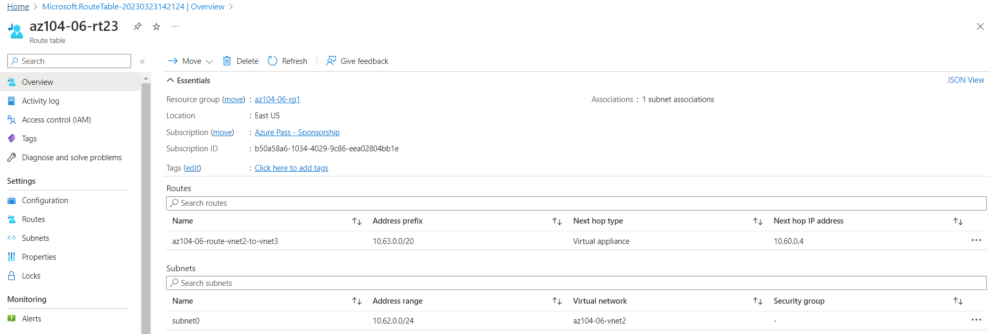 Home > Microsoft.RouteTable-20230323142124 | Overview >
az104-06-rt23
Route table
Search
Overview
Activity log
Access control (IAM)
Tags
Diagnose and solve problems
Settings
Configuration
Routes
Subnets
Properties
Locks
Monitoring
Alerts
Move Delete Refresh Give feedback
Essentials JSON View
Resource group (move) : az104-06-rg1 Associations : 1 subnet associations
Location : East US
Subscription (move) : Azure Pass - Sponsorship
Subscription ID : b50a58a6-1034-4029-9c86-eea02804bb1e
Tags (edit) : Click here to add tags
Routes
Search routes
Name Address prefix Next hop type Next hop IP address
az104-06-route-vnet2-to-vnet3 10.63.0.0/20 Virtual appliance 10.60.0.4
Subnets
Search subnets
Name Address range Virtual network Security group
subnet0 10.62.0.0/24 az104-06-vnet2 -